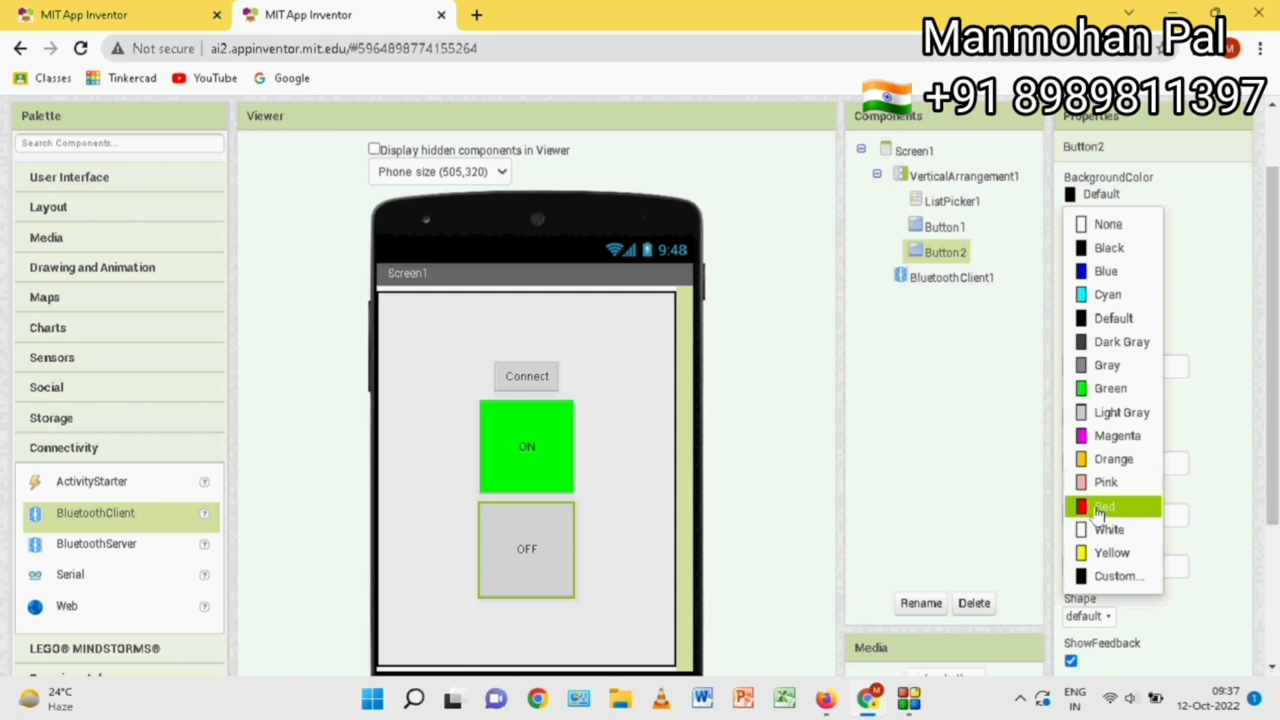 MIT App Inventor
MIT App Inventor
Not secure
ai2.appinventor.mit.edu/#5964898774155264
Manmohan Pal
M
+91 8989811397
Classes
Tinkercad
YouTube
Google
Palette
Viewer
Components
Properties
Search Components...
User Interface
Layout
Media
Drawing and Animation
Maps
Charts
Sensors
Social
Storage
Connectivity
ActivityStarter
?
BluetoothClient
?
BluetoothServer
?
Serial
?
Web
?
LEGO® MINDSTORMS®
Display hidden components in Viewer
Phone size (505,320)
9:48
Screen1
Connect
ON
OFF
Screen1
VerticalArrangement1
ListPicker1
Button1
Button2
BluetoothClient1
Rename
Delete
Media
Button2
BackgroundColor
Default
None
Black
Blue
Cyan
Default
Dark Gray
Gray
Green
Light Gray
Magenta
Orange
Pink
Red
White
Yellow
Custom...
Shape
default
ShowFeedback
24°C
Haze
ENG
IN
09:37
12-Oct-2022
1